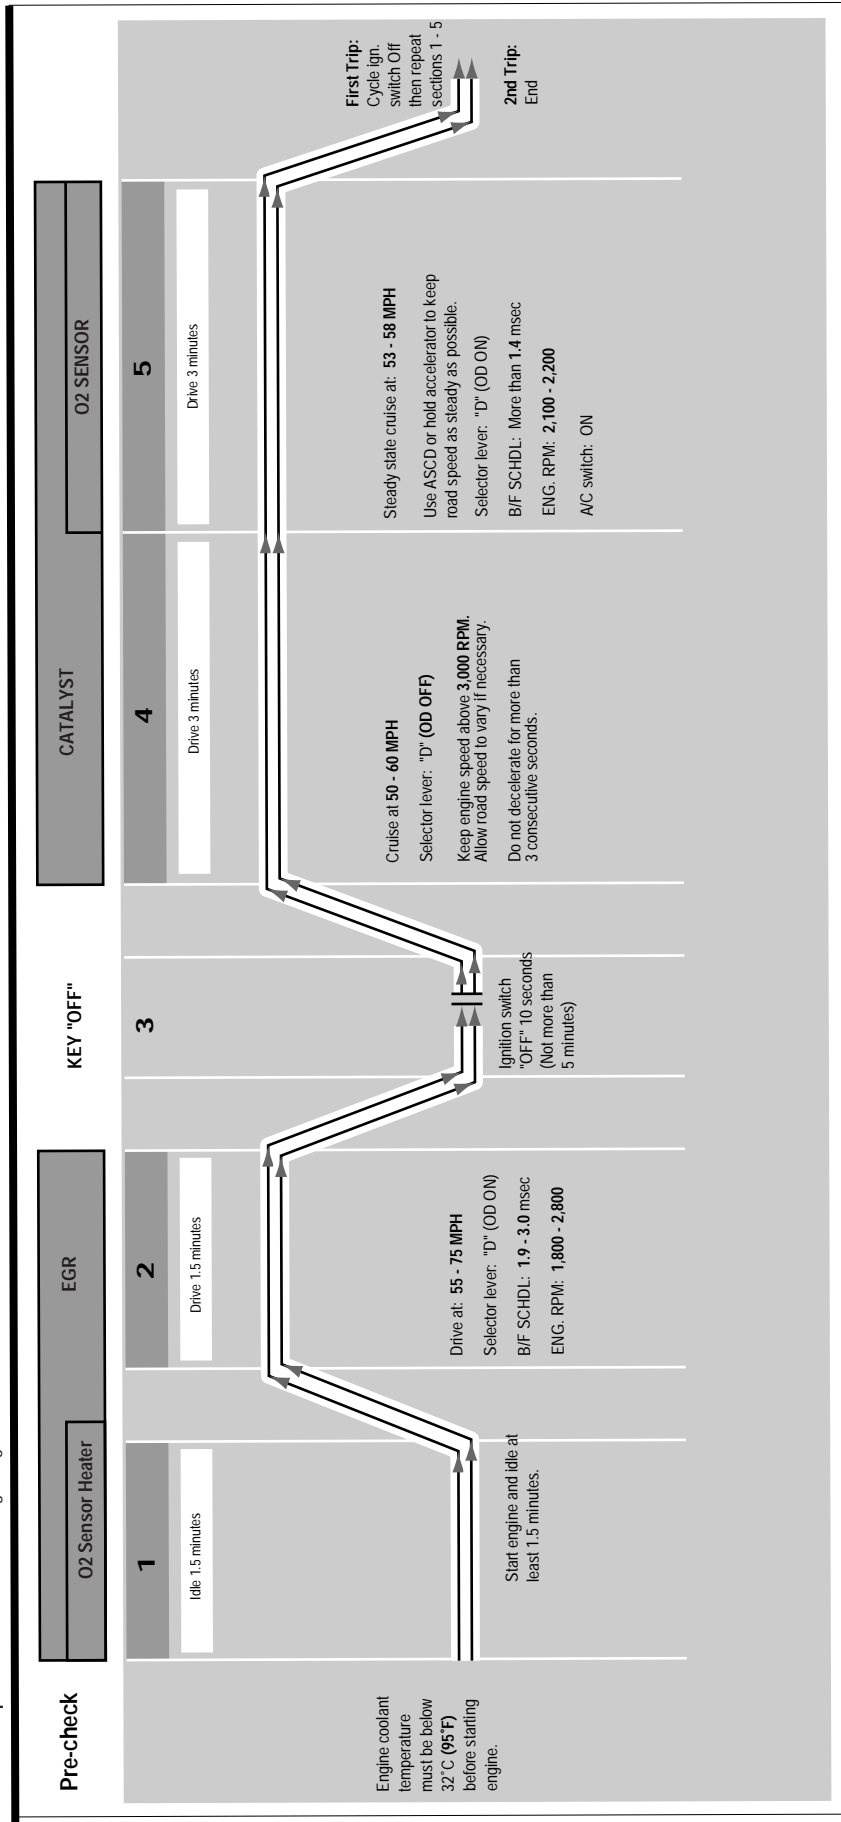 Pre-check
O2 Sensor Heater
EGR
KEY "OFF"
CATALYST
O2 SENSOR
1
2
3
4
5
Idle 1.5 minutes
Drive 1.5 minutes
Drive 3 minutes
Drive 3 minutes
Engine coolant
temperature
must be below
32˚C (95˚F)
before starting
engine.
Start engine and idle at
least 1.5 minutes.
Drive at: 55 - 75 MPH
Selector lever: "D" (OD ON)
B/F SCHDL: 1.9 - 3.0 msec
ENG. RPM: 1,800 - 2,800
Ignition switch
"OFF" 10 seconds
(Not more than
5 minutes)
Cruise at 50 - 60 MPH
Selector lever: "D" (OD OFF)
Keep engine speed above 3,000 RPM.
Allow road speed to vary if necessary.
Do not decelerate for more than
3 consecutive seconds.
Steady state cruise at: 53 - 58 MPH
Use ASCD or hold accelerator to keep
road speed as steady as possible.
Selector lever: "D" (OD ON)
B/F SCHDL: More than 1.4 msec
ENG. RPM: 2,100 - 2,200
A/C switch: ON
First Trip:
Cycle ign.
switch Off
then repeat
sections 1 - 5
2nd Trip:
End